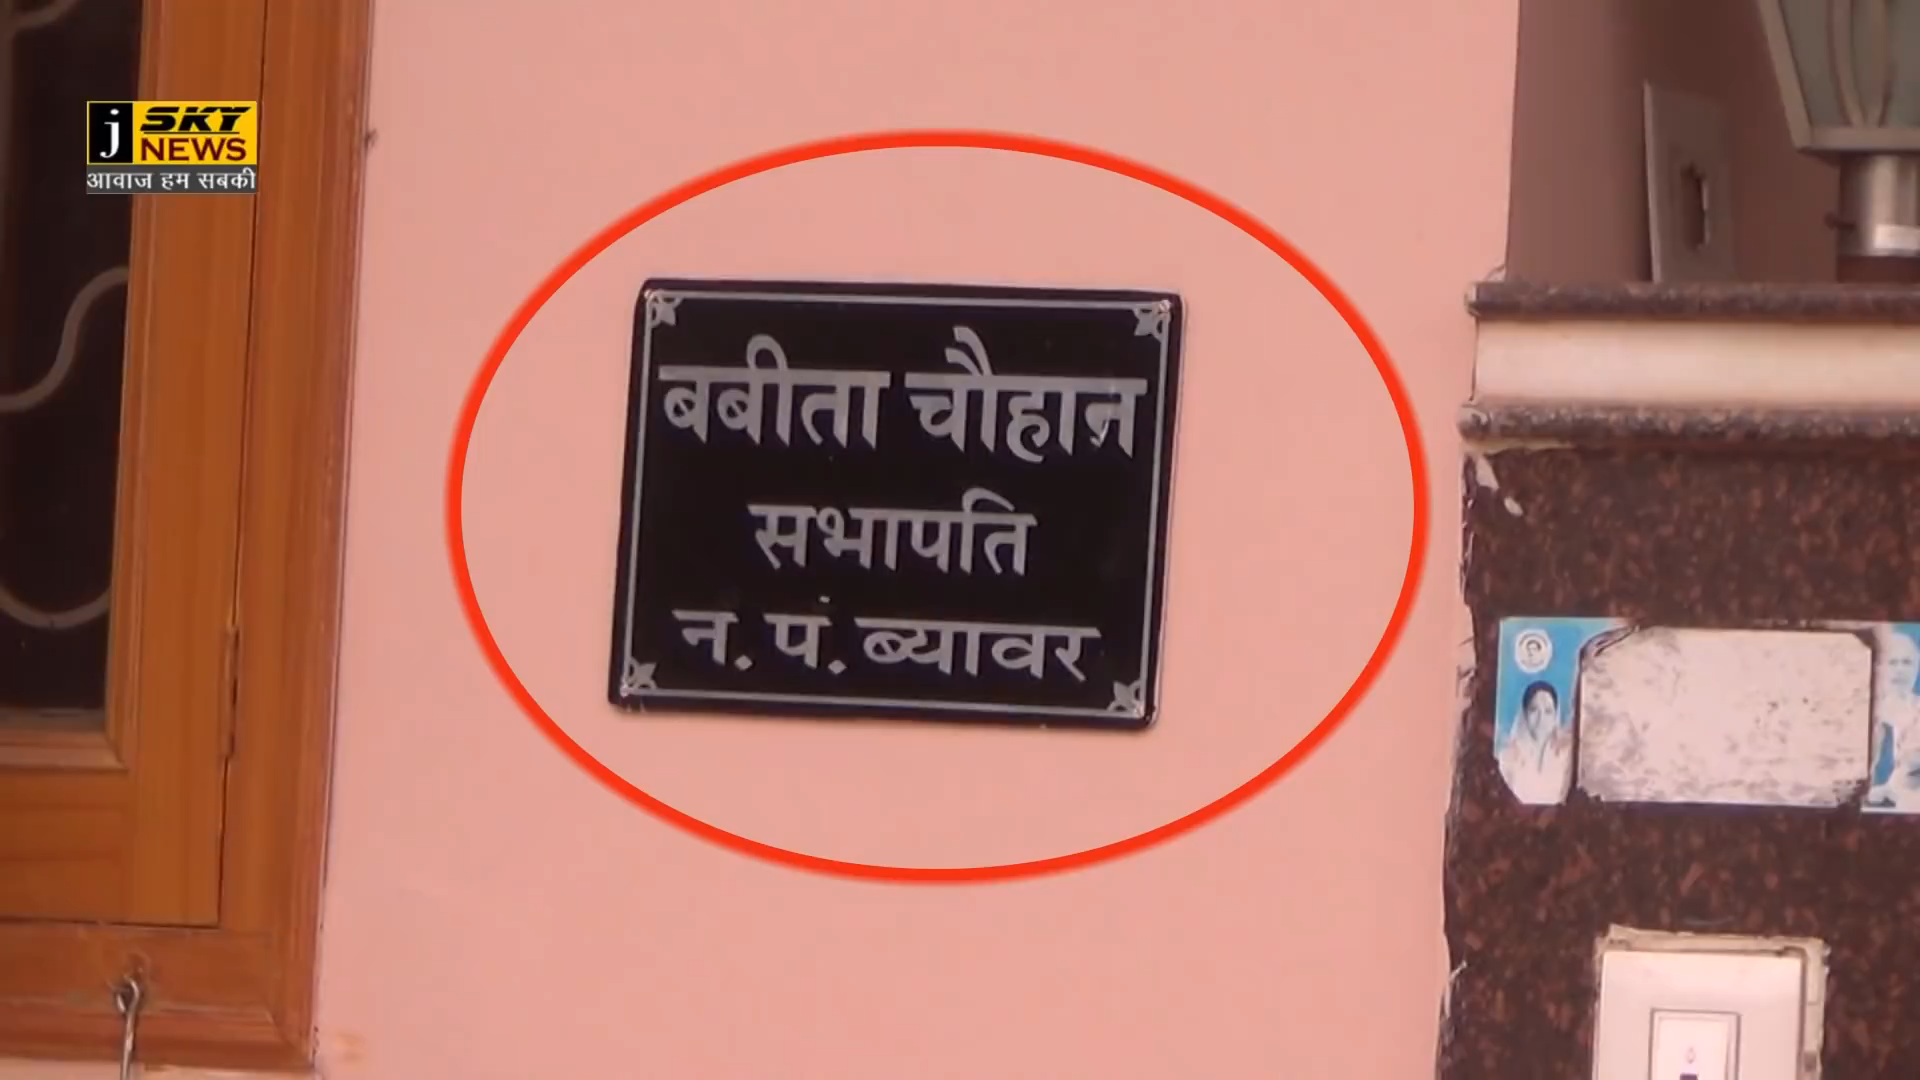 j SKY
NEWS
आवाज हम सबकी
बबीता चौहान
सभापति
न. पं. ब्यावर